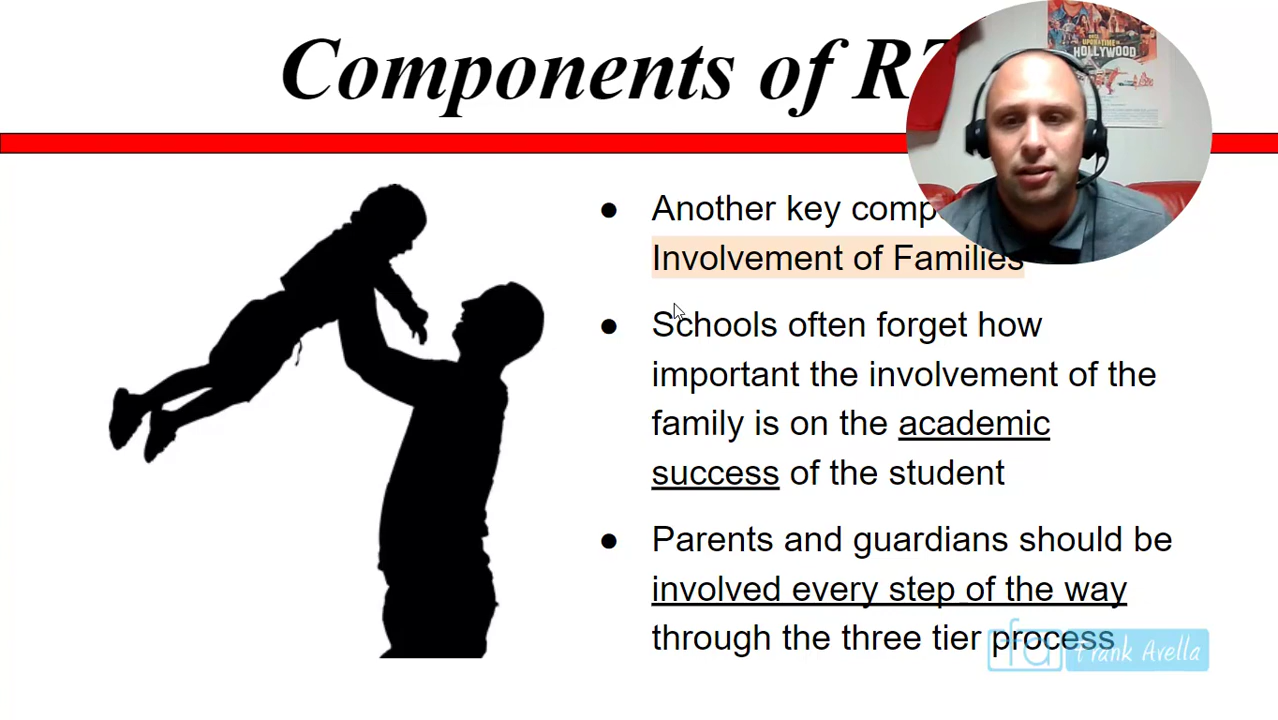 Components of R
Another key comp
Involvement of Families
Schools often forget how
important the involvement of the
family is on the academic
success of the student
Parents and guardians should be
involved every step of the way
through the three tier process
rfa Frank Avella
HOLLYWOOD